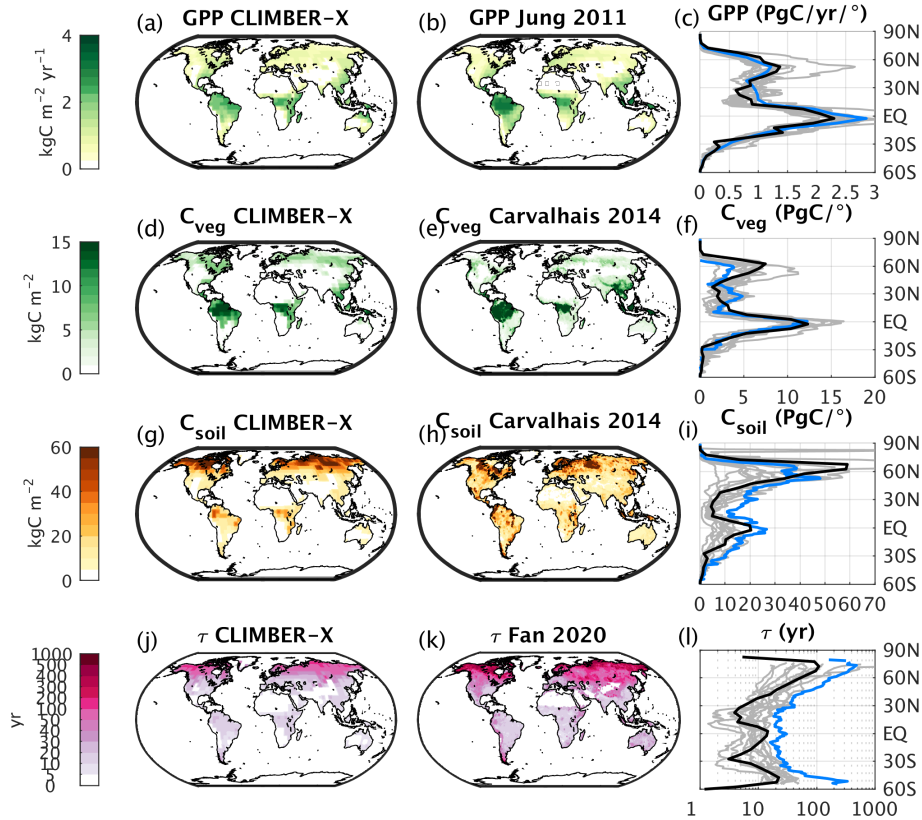 (a) GPP CLIMBER-X
(b) GPP Jung 2011
(c) GPP (PgC/yr/°)
4
2
0
kgC m⁻² yr⁻¹
90N
60N
30N
EQ
30S
60S
0 0.5 1 1.5 2 2.5 3
(d) Cveg CLIMBER-X
(e) Cveg Carvalhais 2014
(f) Cveg (PgC/°)
15
10
5
0
kgC m⁻²
90N
60N
30N
EQ
30S
60S
0 5 10 15 20
(g) Csoil CLIMBER-X
(h) Csoil Carvalhais 2014
(i) Csoil (PgC/°)
60
40
20
0
kgC m⁻²
90N
60N
30N
EQ
30S
60S
0 10 20 30 40 50 60 70
(j) τ CLIMBER-X
(k) τ Fan 2020
(l) τ (yr)
1000
500
400
300
200
100
50
40
30
20
10
5
0
yr
90N
60N
30N
EQ
30S
60S
1 10 100 1000